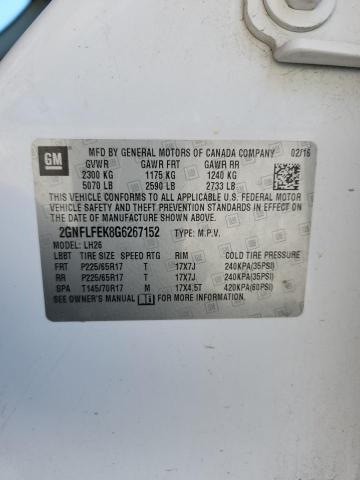 GM
MFD BY GENERAL MOTORS OF CANADA COMPANY 02/16
GVWR GAWR FRT GAWR RR
2300 KG 1175 KG 1240 KG
5070 LB 2590 LB 2733 LB
THIS VEHICLE CONFORMS TO ALL APPLICABLE U.S. FEDERAL MOTOR
VEHICLE SAFETY, BUMPER, AND THEFT PREVENTION STANDARDS IN
EFFECT ON THE DATE OF MANUFACTURE SHOWN ABOVE.
2GNFLFEK8G6267152 TYPE: M.P.V.
MODEL: LH26
LBBT TIRE SIZE SPEED RTG RIM COLD TIRE PRESSURE
FRT P225/65R17 T 17X7J 240KPA(35PSI)
RR P225/65R17 T 17X7J 240KPA(35PSI)
SPA T145/70R17 M 17X4.5T 420KPA(60PSI)
SEE OWNER'S MANUAL FOR MORE INFORMATION.